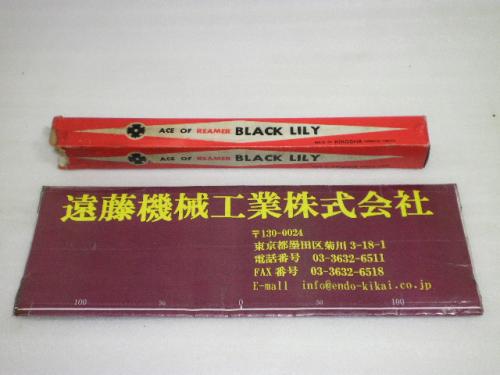 ACE OF REAMER BLACK LILY
ACE OF REAMER BLACK LILY
遠藤機械工業株式会社
〒130-0024
東京都墨田区菊川3-18-1
電話番号 03-3632-6511
FAX番号 03-3632-6518
E-mall info@endo-kikai.co.jp
100 50 0 50 100